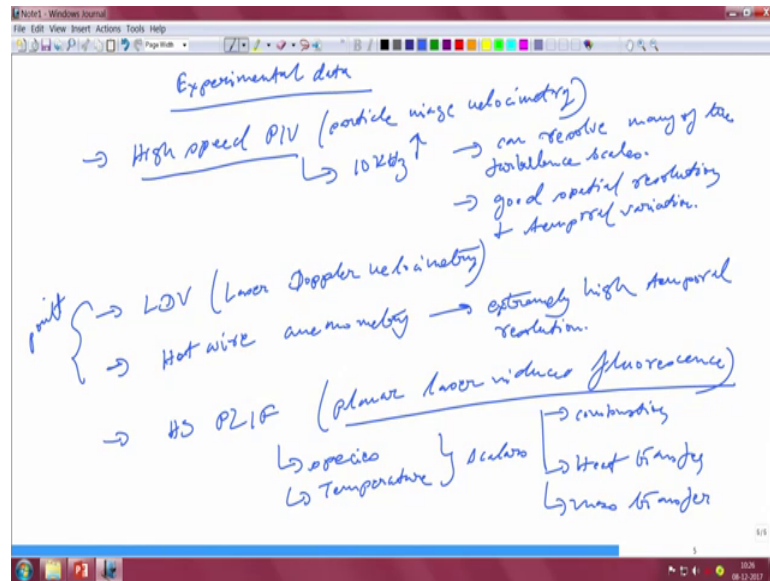 Note1 - Windows Journal
File Edit View Insert Actions Tools Help
Page Width
Experimental data
→ High speed PIV (particle image velocimetry)
↳ 10 kHz ↑ → can resolve many of the turbulence scales.
→ good spatial resolution + temporal variation.
point { → LDV (Laser Doppler velocimetry)
→ Hot wire anemometry → extremely high temporal resolution.
→ HS PLIF (planar laser induced fluorescence)
↳ species
↳ Temperature } scalars
→ combustion
↳ Heat transfer
↳ mass transfer
5/5
5
10:26
08-12-2017